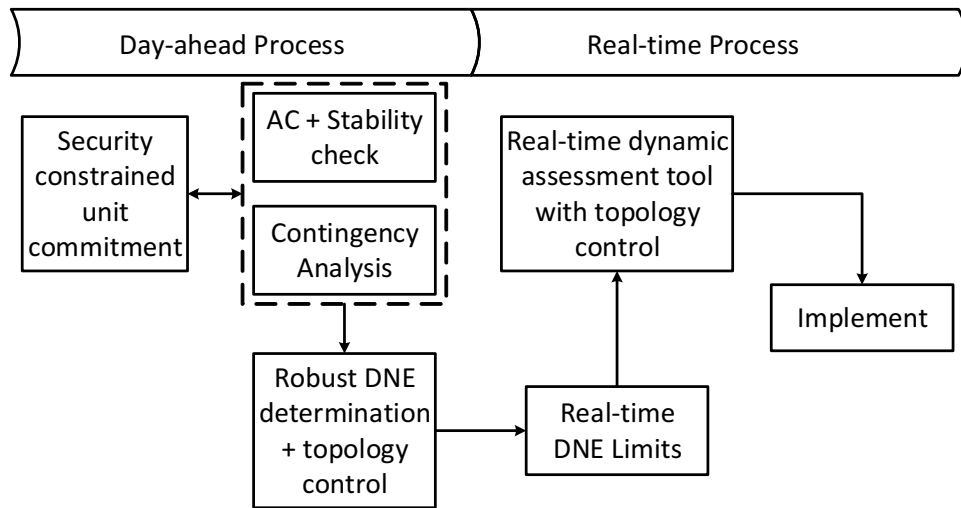 Day-ahead Process
Real-time Process
Security
constrained
unit
commitment
AC + Stability
check
Contingency
Analysis
Robust DNE
determination
+ topology
control
Real-time
DNE Limits
Real-time dynamic
assessment tool
with topology
control
Implement